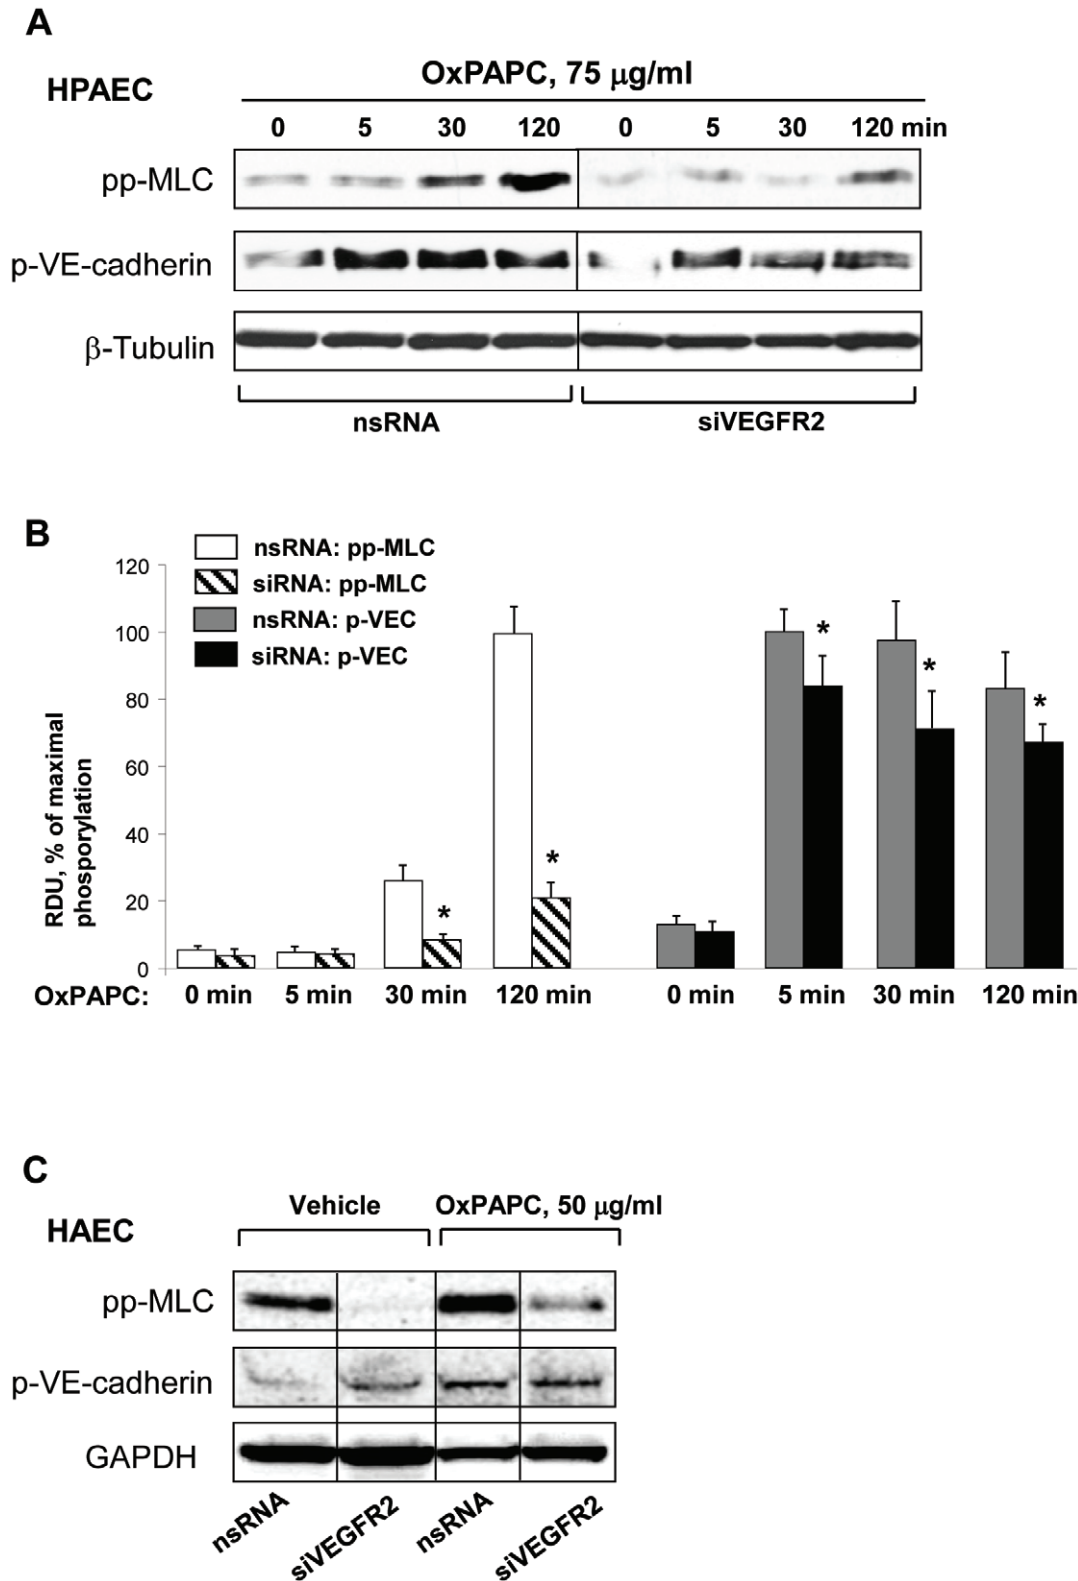 A
HPAEC
OxPAPC, 75 μg/ml
0 5 30 120 0 5 30 120 min
pp-MLC
p-VE-cadherin
β-Tubulin
nsRNA siVEGFR2
B
nsRNA: pp-MLC
siRNA: pp-MLC
nsRNA: p-VEC
siRNA: p-VEC
RDU, % of maximal
phosporylation
120
100
80
60
40
20
0
* * * * *
OxPAPC: 0 min 5 min 30 min 120 min 0 min 5 min 30 min 120 min
C
HAEC
Vehicle OxPAPC, 50 μg/ml
pp-MLC
p-VE-cadherin
GAPDH
nsRNA siVEGFR2 nsRNA siVEGFR2